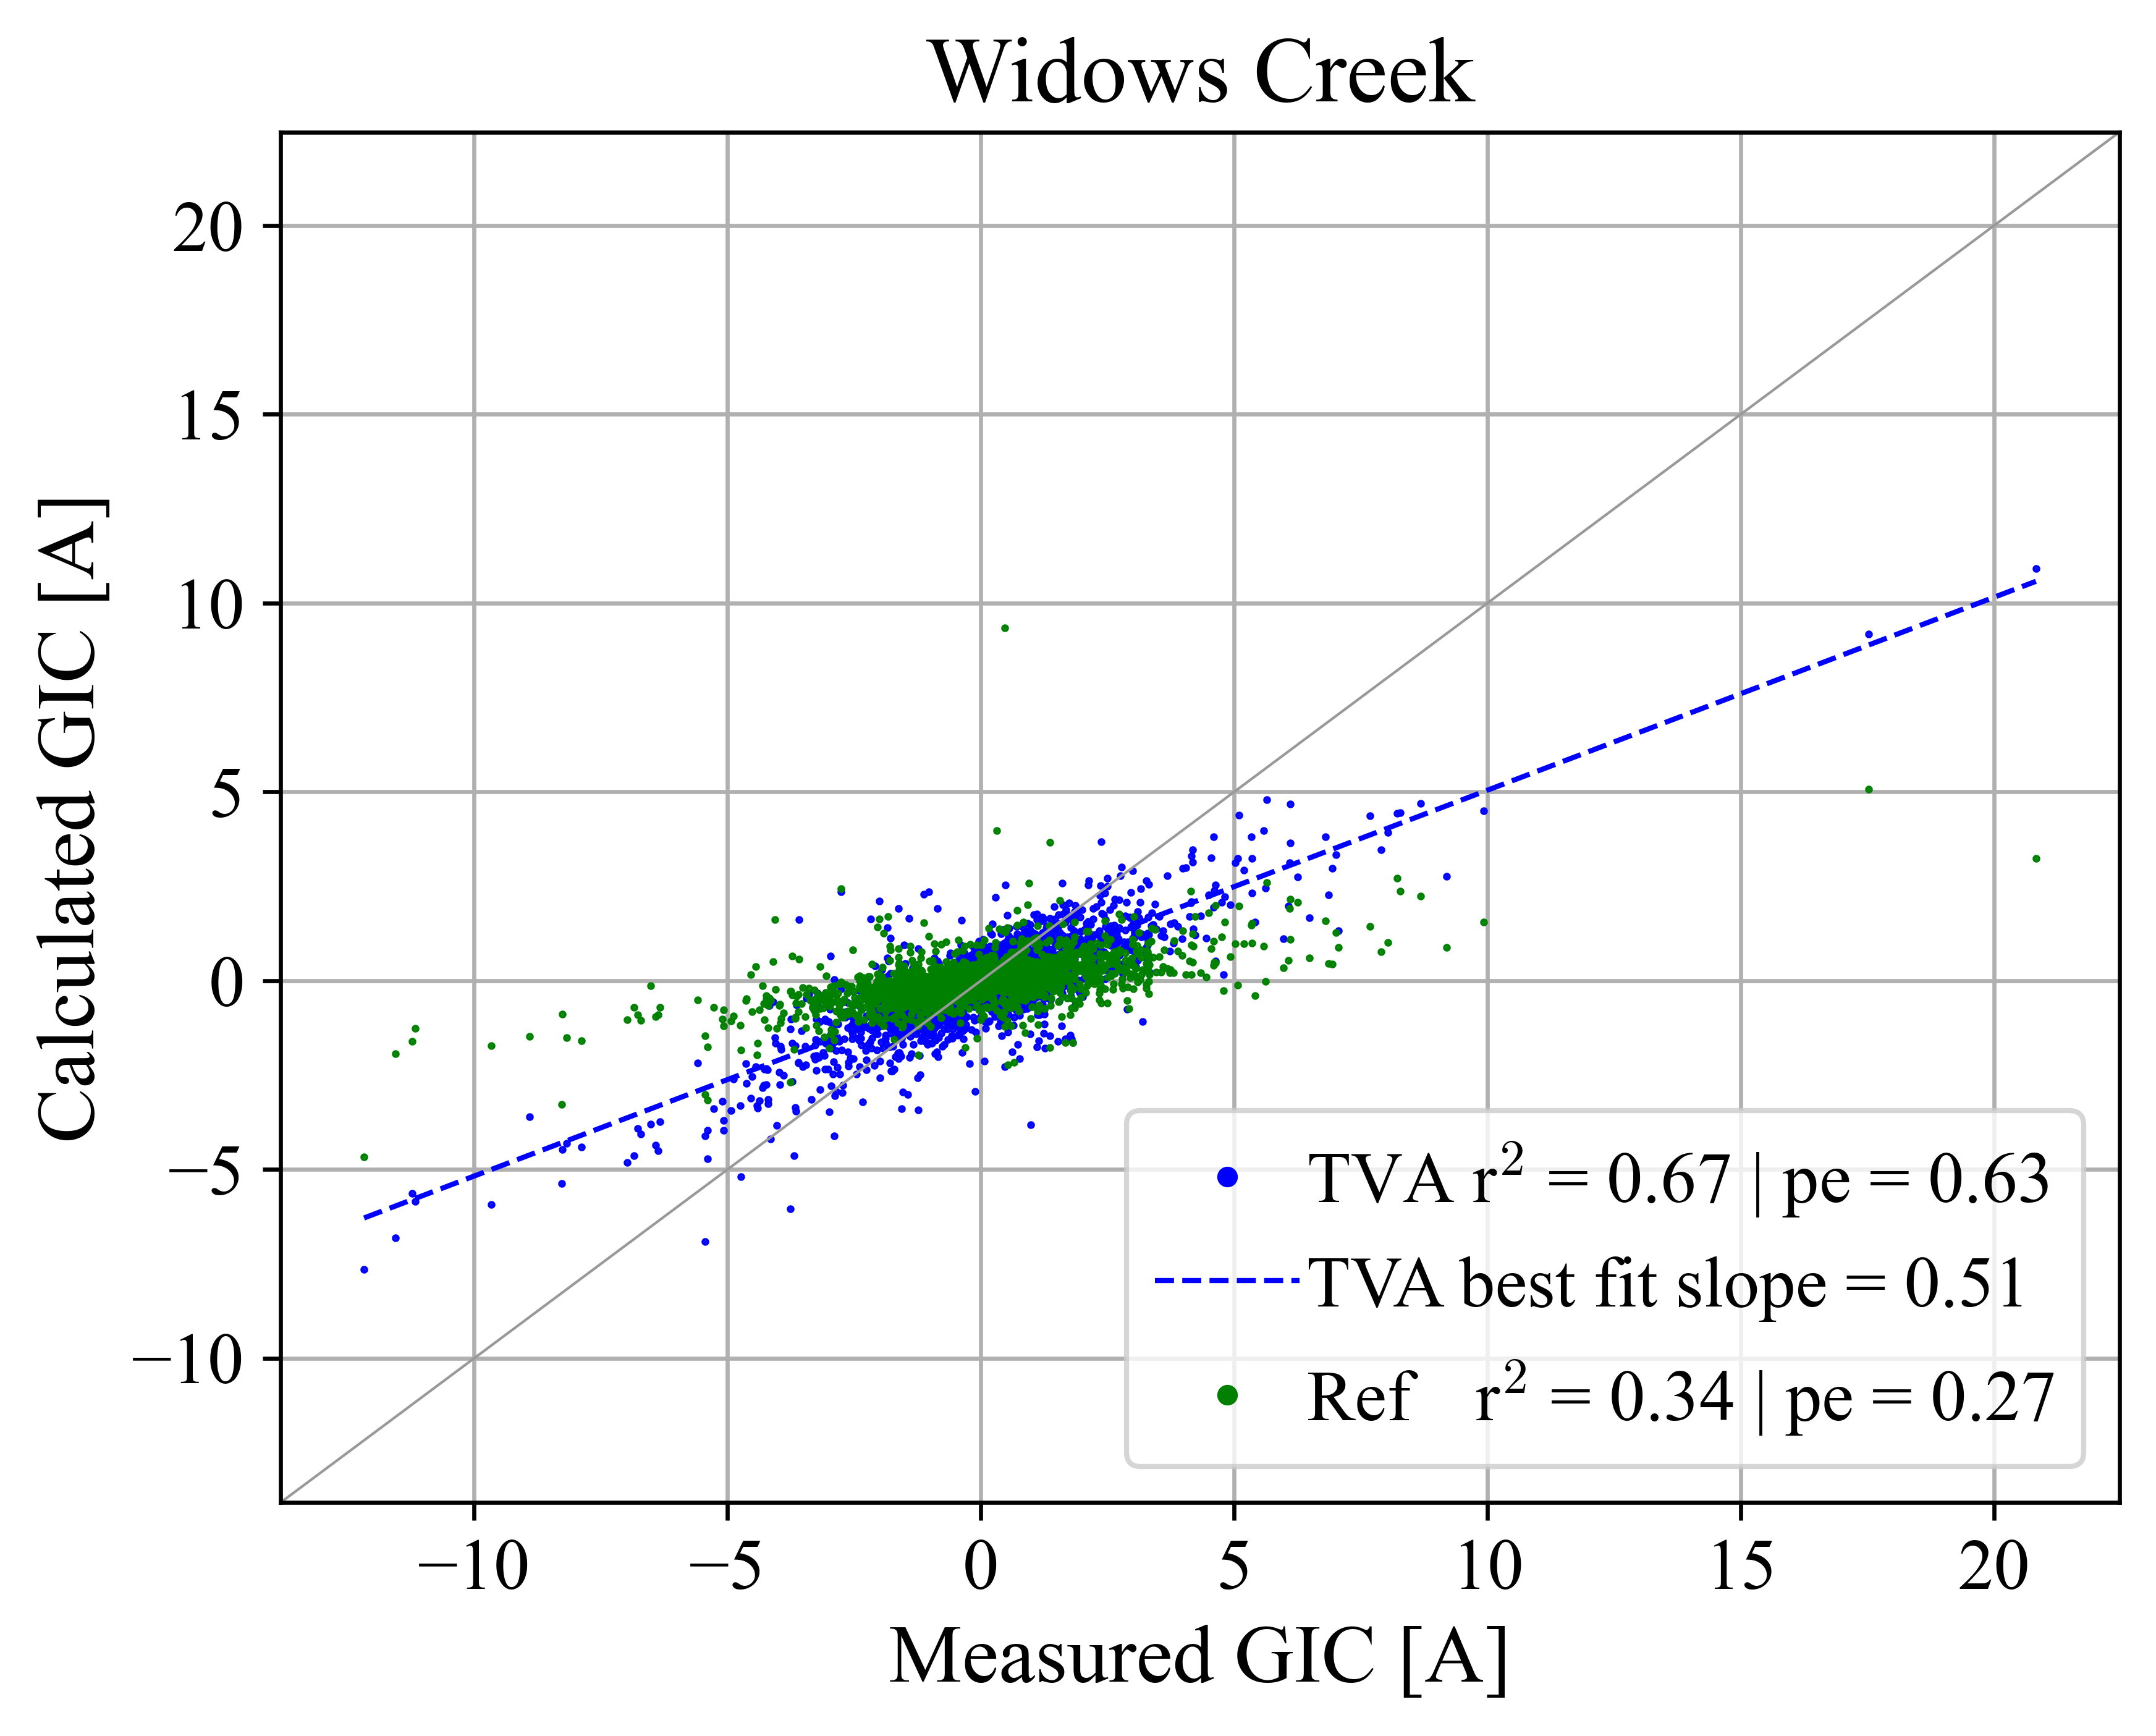 Widows Creek
Calculated GIC [A]
20
15
10
5
0
−5
−10
TVA r² = 0.67 | pe = 0.63
TVA best fit slope = 0.51
Ref r² = 0.34 | pe = 0.27
−10 −5 0 5 10 15 20
Measured GIC [A]